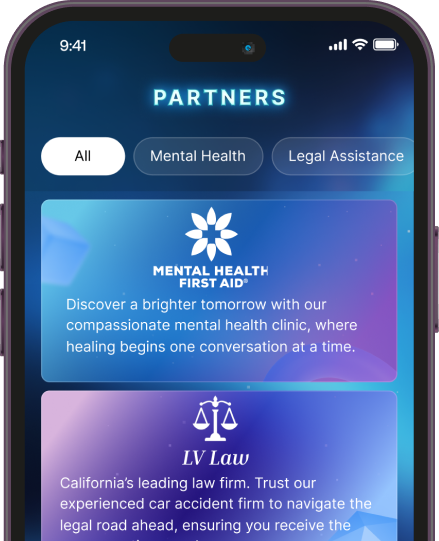 9:41
PARTNERS
All Mental Health Legal Assistance
MENTAL HEALTH
FIRST AID®
Discover a brighter tomorrow with our
compassionate mental health clinic, where
healing begins one conversation at a time.
LV Law
California's leading law firm. Trust our
experienced car accident firm to navigate the
legal road ahead, ensuring you receive the